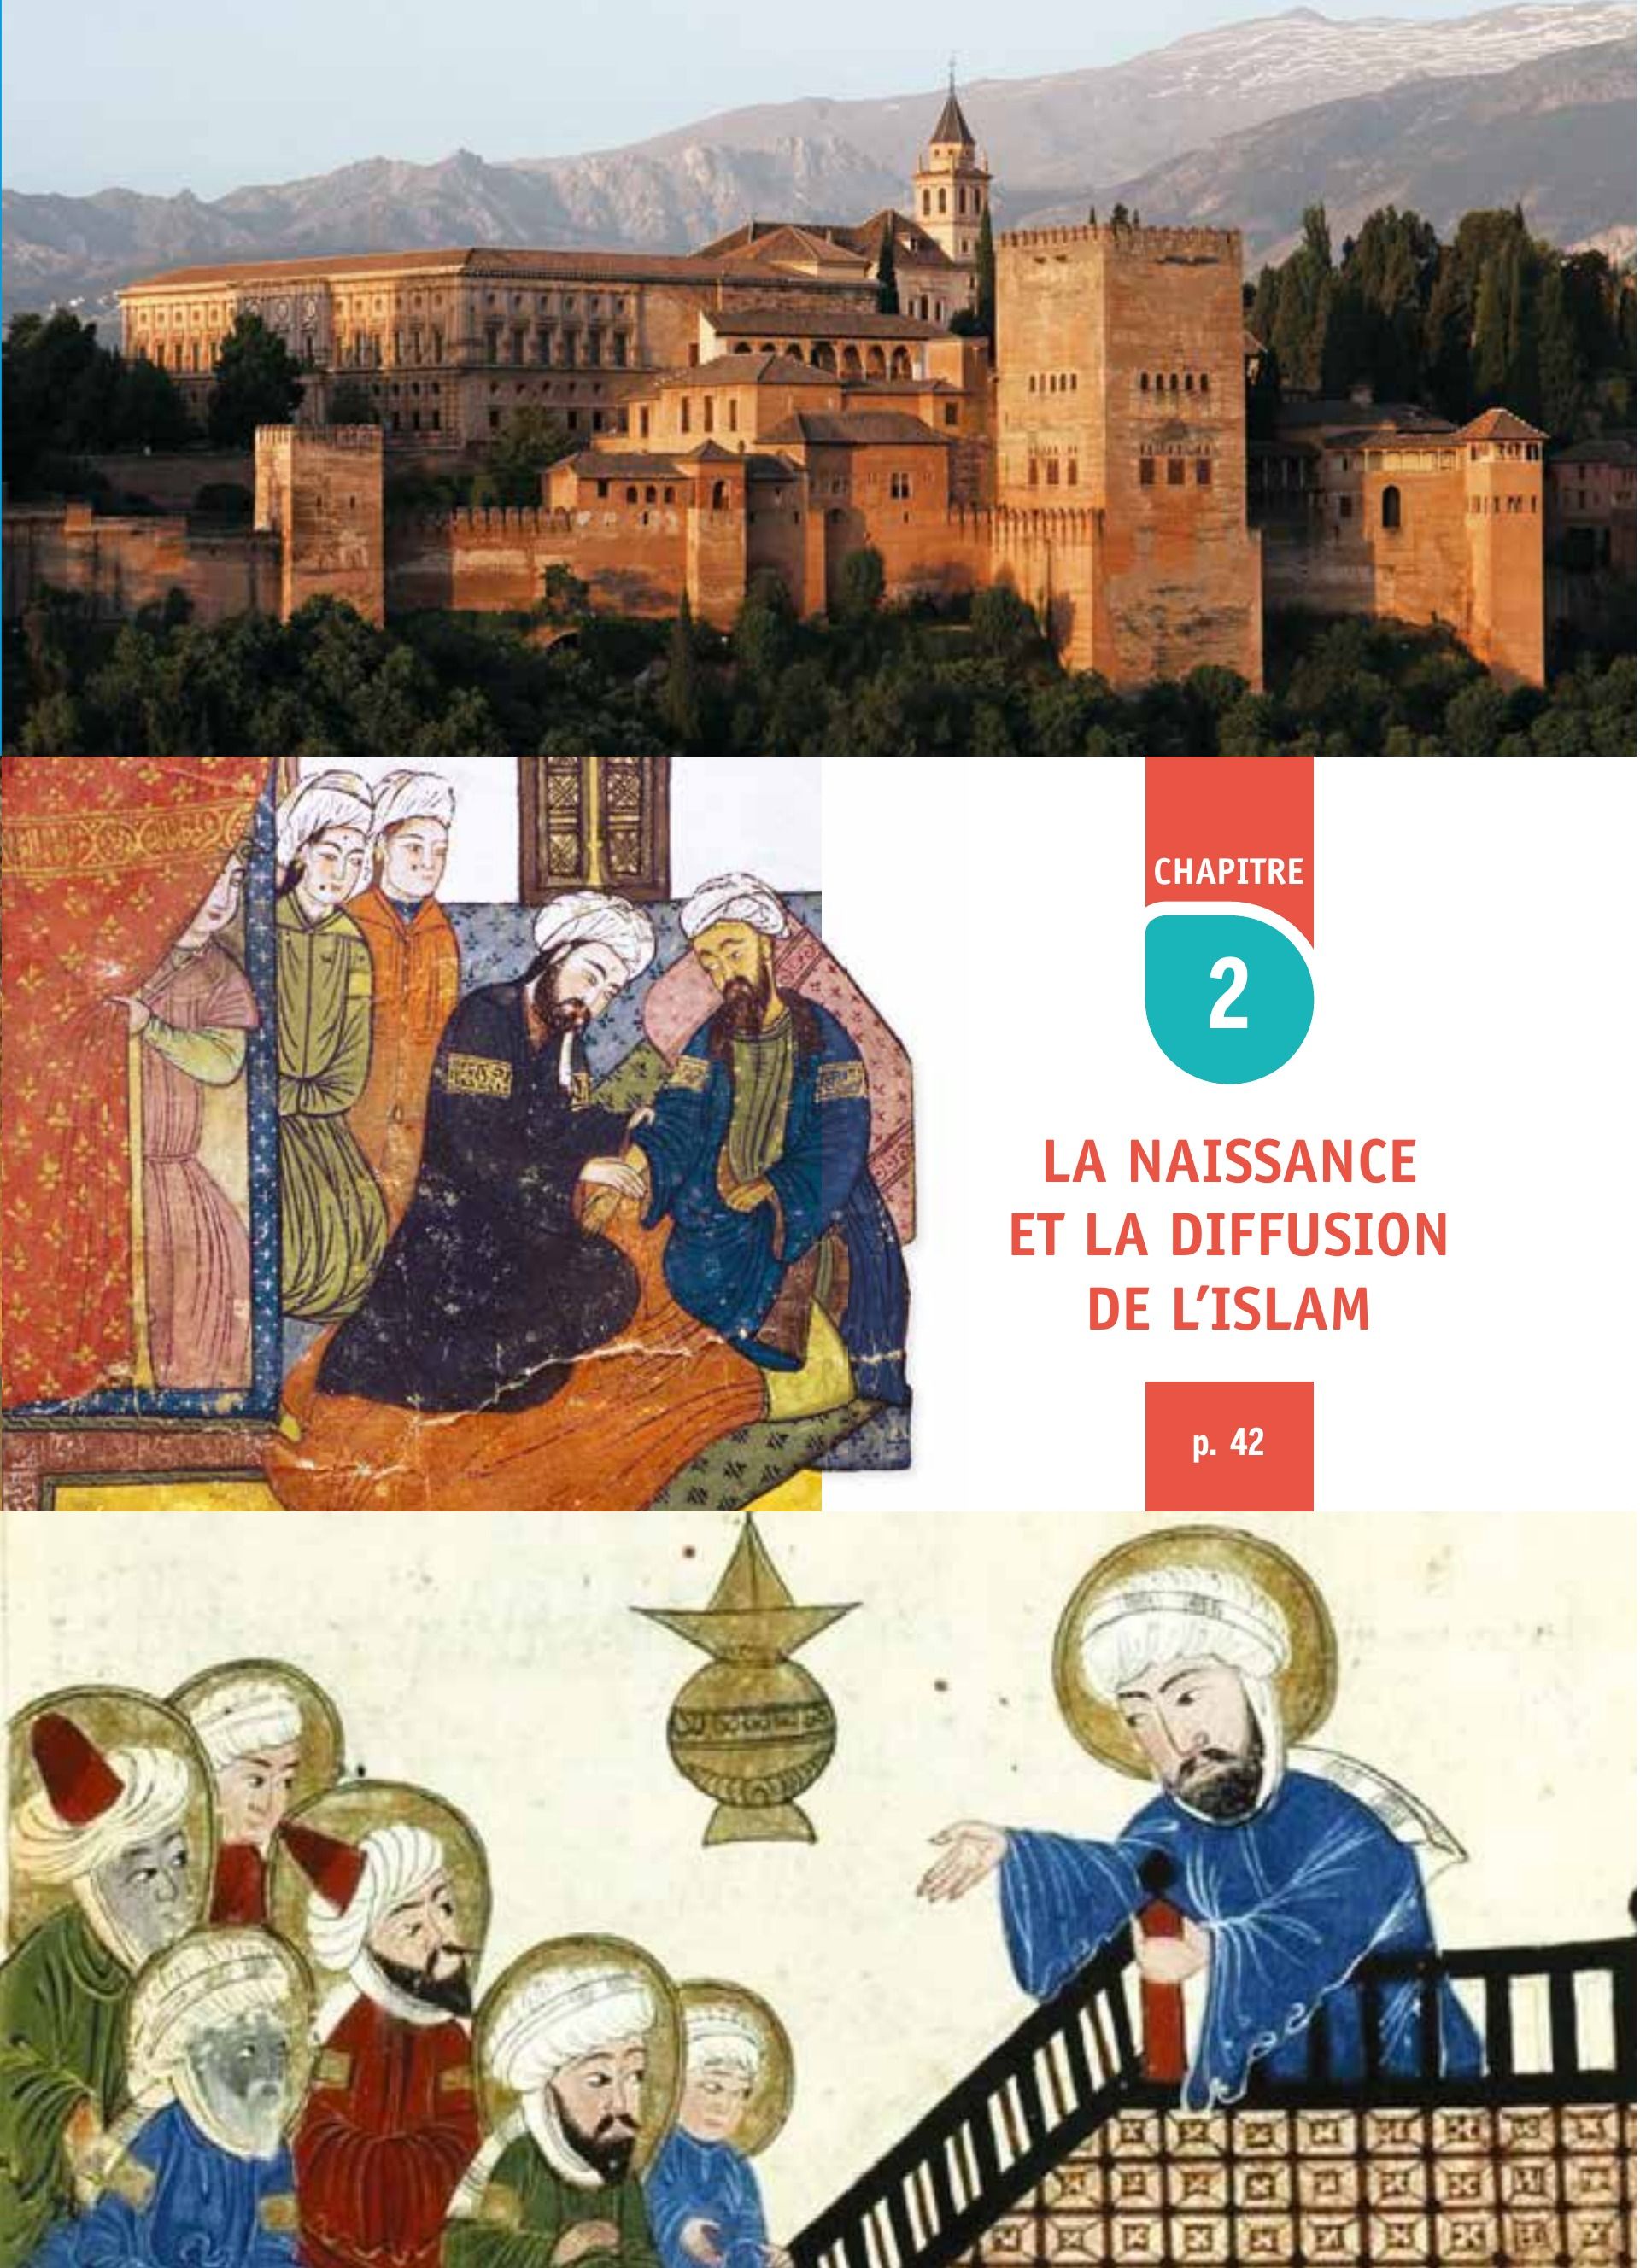 CHAPITRE
2
LA NAISSANCE
ET LA DIFFUSION
DE L’ISLAM
p. 42